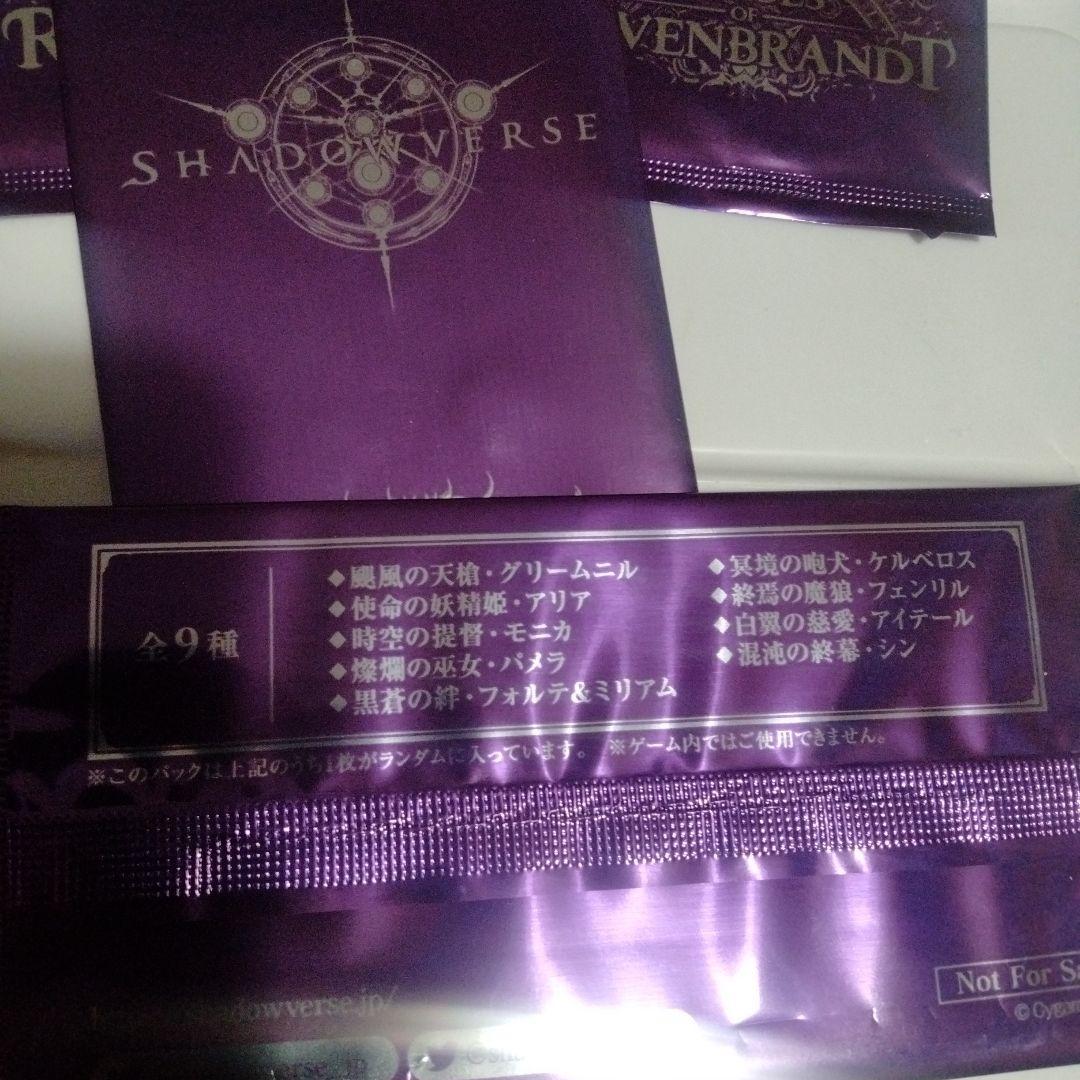 R
OF
VENBRANDT
SHADOWVERSE
全9種
◆颶風の天槍・グリームニル
◆使命の妖精姫・アリア
◆時空の提督・モニカ
◆燦爛の巫女・パメラ
◆黒蒼の絆・フォルテ&ミリアム
◆冥境の咆犬・ケルベロス
◆終焉の魔狼・フェンリル
◆白翼の慈愛・アイテール
◆混沌の終幕・シン
※このパックは上記のうち1枚がランダムに入っています。 ※ゲーム内ではご使用できません。
shadowverse.jp/
Not For Sa
©Cygam